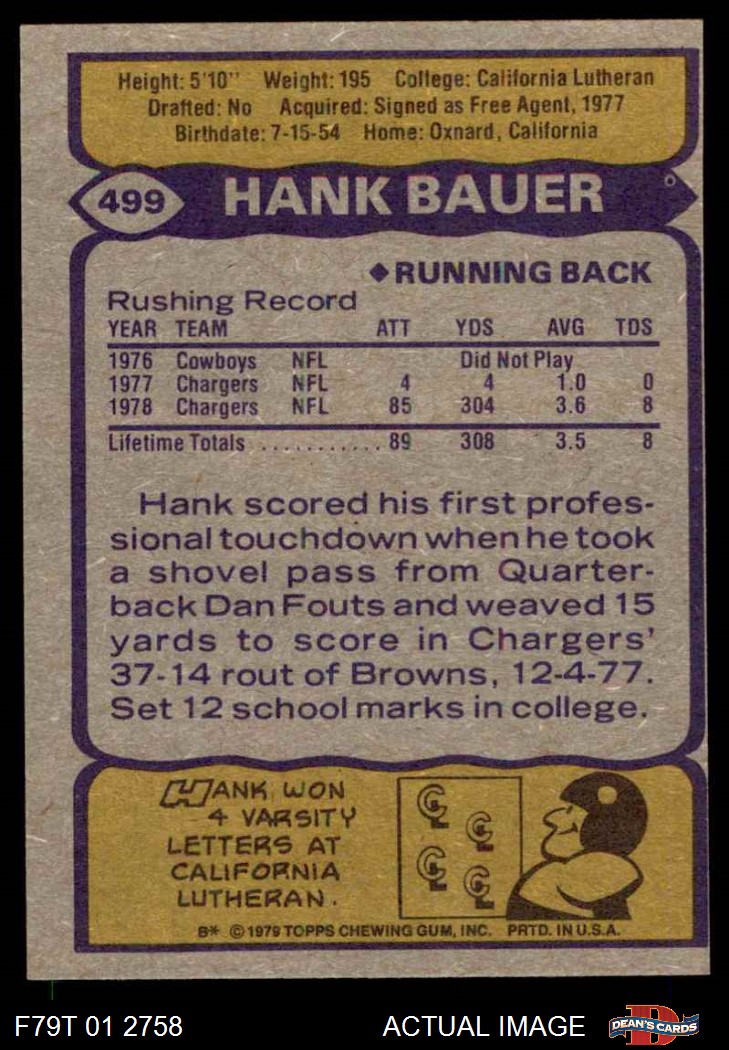 Height: 5'10'' Weight: 195 College: California Lutheran
Drafted: No Acquired: Signed as Free Agent, 1977
Birthdate: 7-15-54 Home: Oxnard, California
499 HANK BAUER
◆RUNNING BACK
Rushing Record
YEAR TEAM ATT YDS AVG TDS
1976 Cowboys NFL Did Not Play
1977 Chargers NFL 4 4 1.0 0
1978 Chargers NFL 85 304 3.6 8
Lifetime Totals ............ 89 308 3.5 8
Hank scored his first profes-
sional touchdown when he took
a shovel pass from Quarter-
back Dan Fouts and weaved 15
yards to score in Chargers'
37-14 rout of Browns, 12-4-77.
Set 12 school marks in college.
HANK WON
4 VARSITY
LETTERS AT
CALIFORNIA
LUTHERAN.
CL
CL
CL
CL
B* © 1979 TOPPS CHEWING GUM, INC. PRTD. IN U.S.A.
F79T 01 2758 ACTUAL IMAGE D DEAN'S CARDS